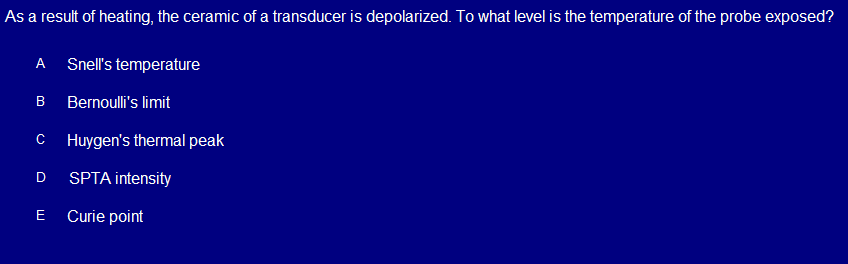 As a result of heating, the ceramic of a transducer is depolarized. To what level is the temperature of the probe exposed?
A Snell's temperature
B Bernoulli's limit
C Huygen's thermal peak
D SPTA intensity
E Curie point